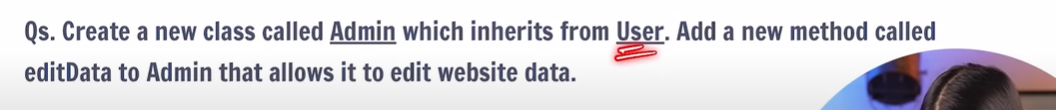 Qs. Create a new class called Admin which inherits from User. Add a new method called
editData to Admin that allows it to edit website data.